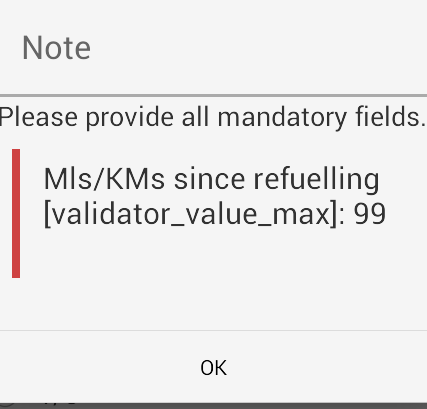 Note
Please provide all mandatory fields.
Mls/KMs since refuelling
[validator_value_max]: 99
OK